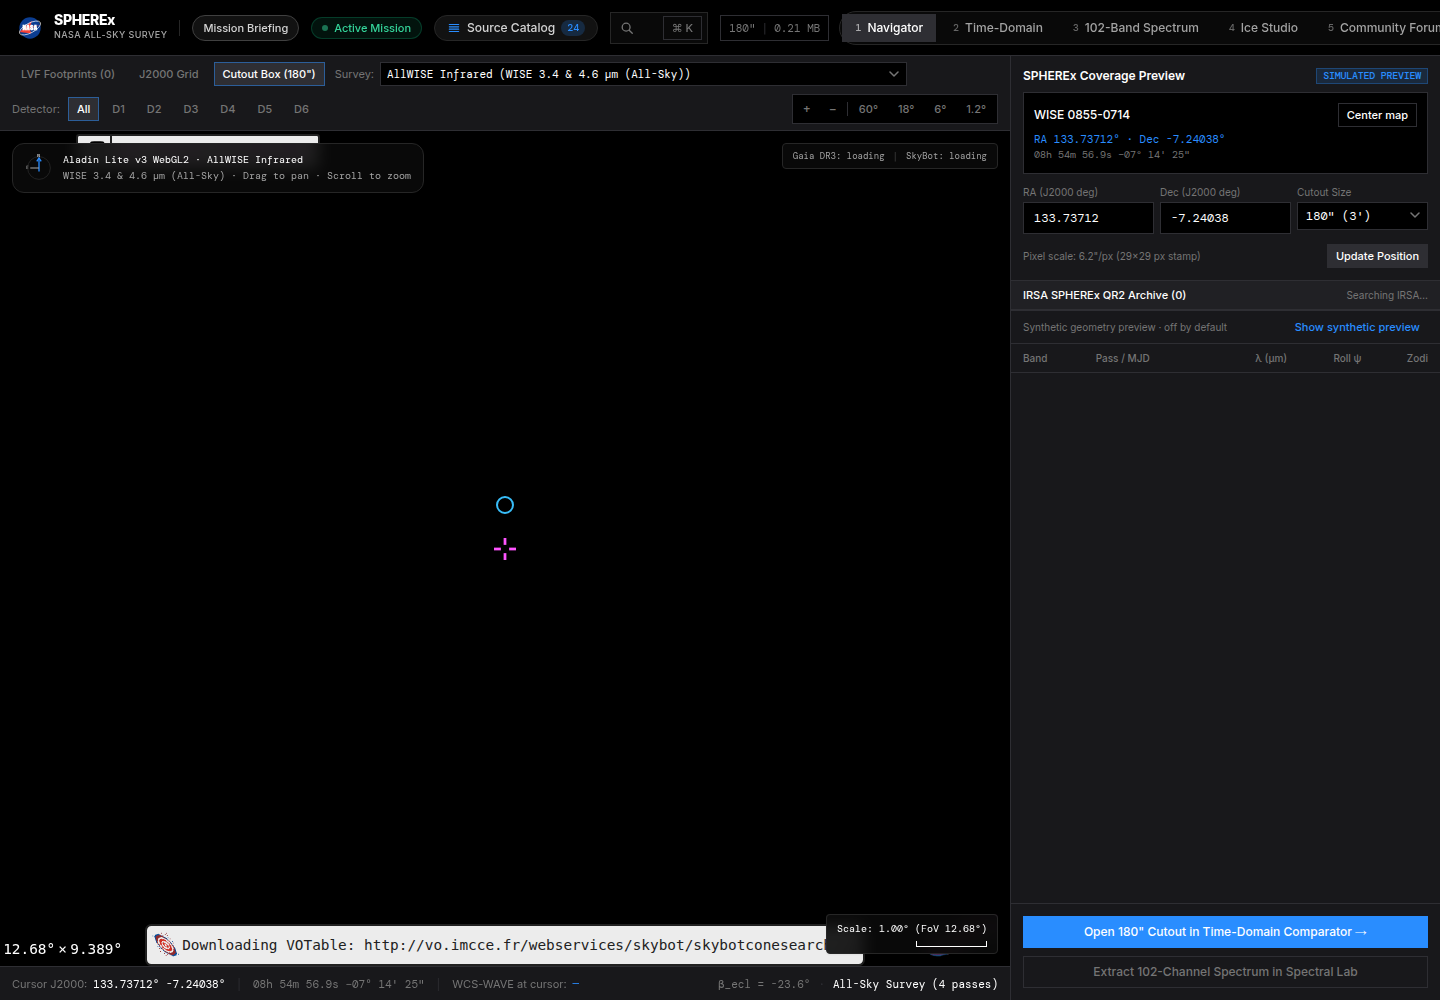 SPHEREx
NASA ALL-SKY SURVEY
Mission Briefing
Active Mission
Source Catalog 24
⌘ K
180" | 0.21 MB
1 Navigator
2 Time-Domain
3 102-Band Spectrum
4 Ice Studio
5 Community Forum
LVF Footprints (0)
J2000 Grid
Cutout Box (180")
Survey: AllWISE Infrared (WISE 3.4 & 4.6 µm (All-Sky))
Detector: All D1 D2 D3 D4 D5 D6
+ − 60° 18° 6° 1.2°
Aladin Lite v3 WebGL2 · AllWISE Infrared
WISE 3.4 & 4.6 µm (All-Sky) · Drag to pan · Scroll to zoom
Gaia DR3: loading | SkyBot: loading
12.68° × 9.389°
Downloading VOTable: http://vo.imcce.fr/webservices/skybot/skybotconesearch
Scale: 1.00° (FoV 12.68°)
Cursor J2000: 133.73712° -7.24038°
08h 54m 56.9s −07° 14' 25"
WCS-WAVE at cursor: —
β_ecl = -23.6° · All-Sky Survey (4 passes)
SPHEREx Coverage Preview
SIMULATED PREVIEW
WISE 0855-0714
Center map
RA 133.73712° · Dec -7.24038°
08h 54m 56.9s −07° 14' 25"
RA (J2000 deg) Dec (J2000 deg) Cutout Size
133.73712 -7.24038 180" (3')
Pixel scale: 6.2"/px (29×29 px stamp)
Update Position
IRSA SPHEREx QR2 Archive (0)
Searching IRSA...
Synthetic geometry preview · off by default
Show synthetic preview
Band Pass / MJD λ (µm) Roll ψ Zodi
Open 180" Cutout in Time-Domain Comparator →
Extract 102-Channel Spectrum in Spectral Lab